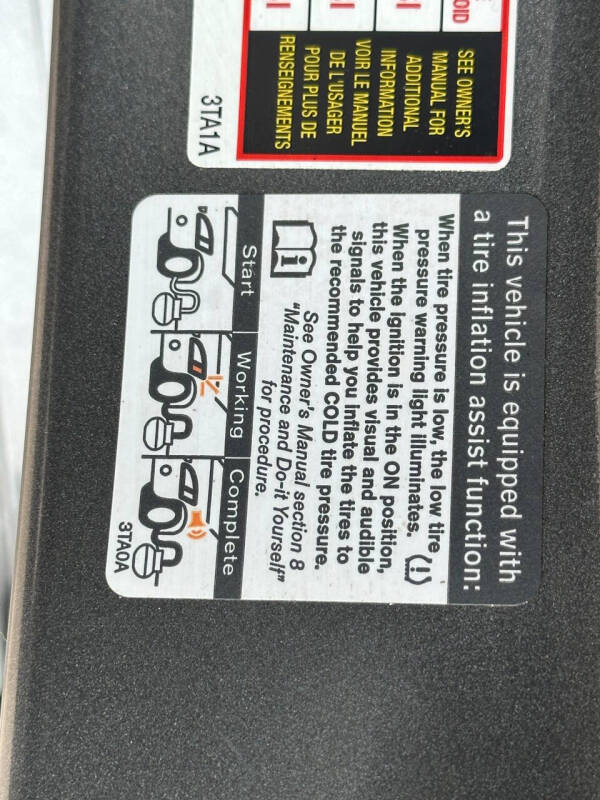 OID
SEE OWNER'S
MANUAL FOR
ADDITIONAL
INFORMATION
VOIR LE MANUEL
DE L'USAGER
POUR PLUS DE
RENSEIGNEMENTS
3TA1A
This vehicle is equipped with
a tire inflation assist function:
When tire pressure is low, the low tire
pressure warning light illuminates. (!)
When the ignition is in the ON position,
this vehicle provides visual and audible
signals to help you inflate the tires to
the recommended COLD tire pressure.
i
See Owner's Manual section 8
"Maintenance and Do-it Yourself"
for procedure.
Start Working Complete
3TA0A